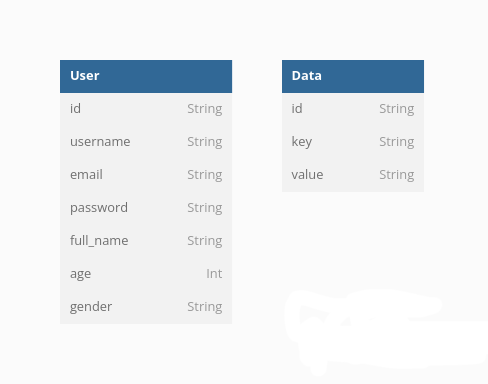 User
id String
username String
email String
password String
full_name String
age Int
gender String
Data
id String
key String
value String